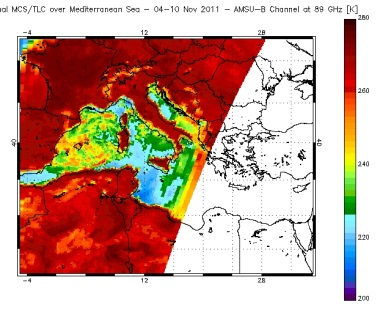 al MCS/TLC over Mediterranean Sea – 04–10 Nov 2011 – AMSU–B Channel at 89 GHz [K]
–4 12 28
280
260
40 40
240
220
–4 12 28
200